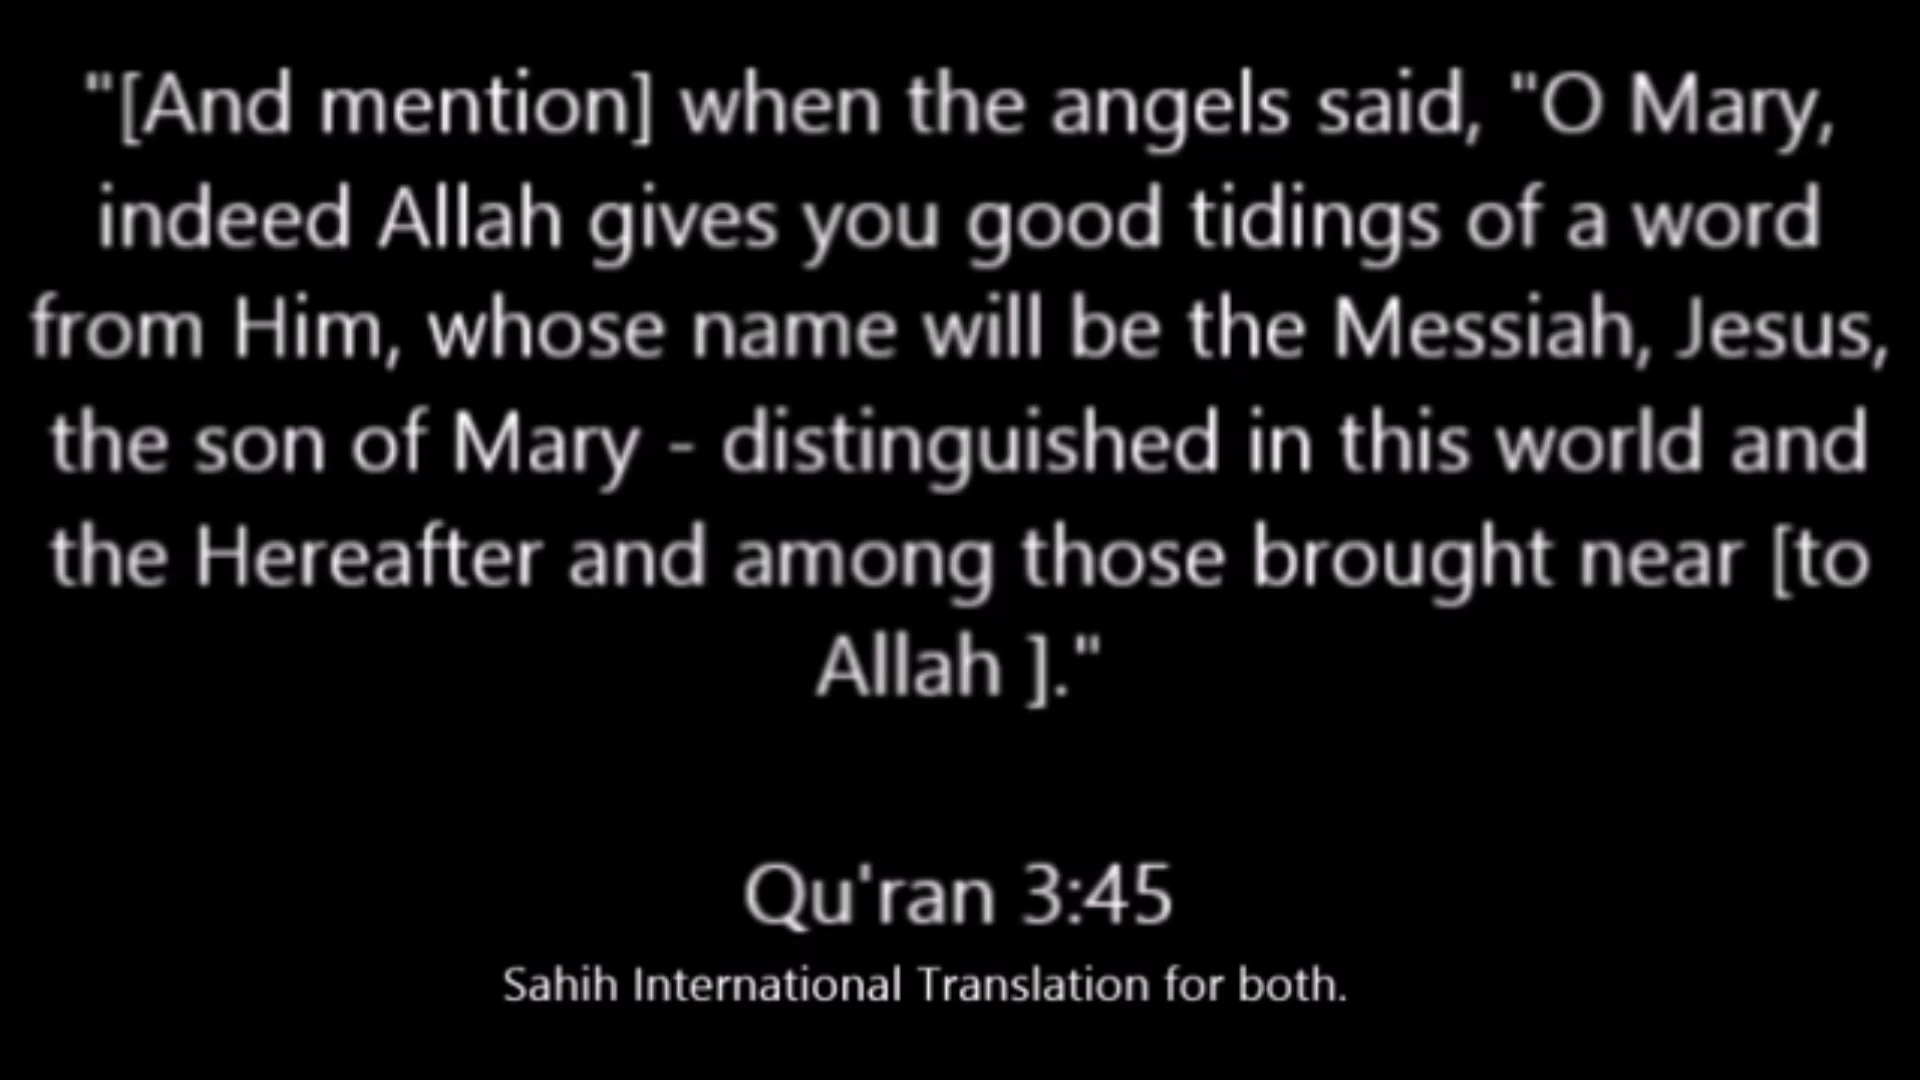 "[And mention] when the angels said, "O Mary,
indeed Allah gives you good tidings of a word
from Him, whose name will be the Messiah, Jesus,
the son of Mary - distinguished in this world and
the Hereafter and among those brought near [to
Allah ]."
Qu'ran 3:45
Sahih International Translation for both.